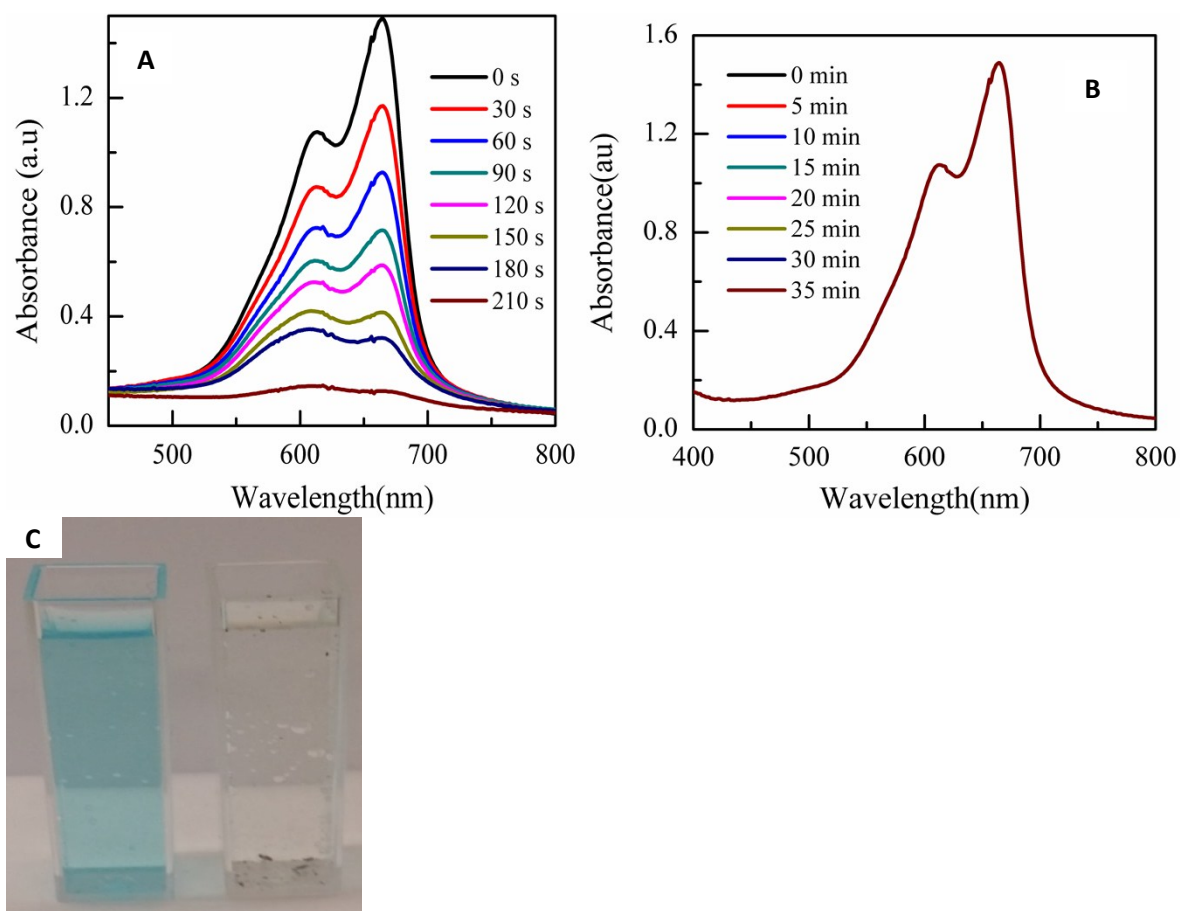 A
0 s
30 s
60 s
90 s
120 s
150 s
180 s
210 s
1.2
0.8
0.4
0.0
500
600
700
800
Absorbance (a.u)
Wavelength(nm)
B
0 min
5 min
10 min
15 min
20 min
25 min
30 min
35 min
1.6
1.2
0.8
0.4
0.0
400
500
600
700
800
Absorbance(au)
Wavelength(nm)
C